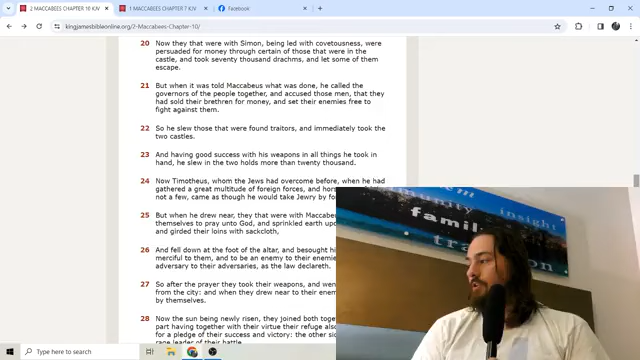 2 MACCABEES CHAPTER 10 KJV
1 MACCABEES CHAPTER 7 KJV
Facebook
kingjamesbibleonline.org/2-Maccabees-Chapter-10/
20 Now they that were with Simon, being led with covetousness, were
persuaded for money through certain of those that were in the
castle, and took seventy thousand drachms, and let some of them
escape.
21 But when it was told Maccabeus what was done, he called the
governors of the people together, and accused those men, that they
had sold their brethren for money, and set their enemies free to
fight against them.
22 So he slew those that were found traitors, and immediately took the
two castles.
23 And having good success with his weapons in all things he took in
hand, he slew in the two holds more than twenty thousand.
24 Now Timotheus, whom the Jews had overcome before, when he had
gathered a great multitude of foreign forces, and
not a few, came as though he would take Jewry by
25 But when he drew near, they that were with
themselves to pray unto God, and sprinkled earth
and girded their loins with sackcloth,
26 And fell down at the foot of the altar, and besought
merciful to them, and to be an enemy to their
adversary to their adversaries, as the law declareth.
27 So after the prayer they took their weapons, and
from the city: and when they drew near to their
by themselves.
28 Now the sun being newly risen, they joined both
part having together with their virtue their refuge
for a pledge of their success and victory: the other
rage leader of their battle
insight
community
family
tradition
Type here to search